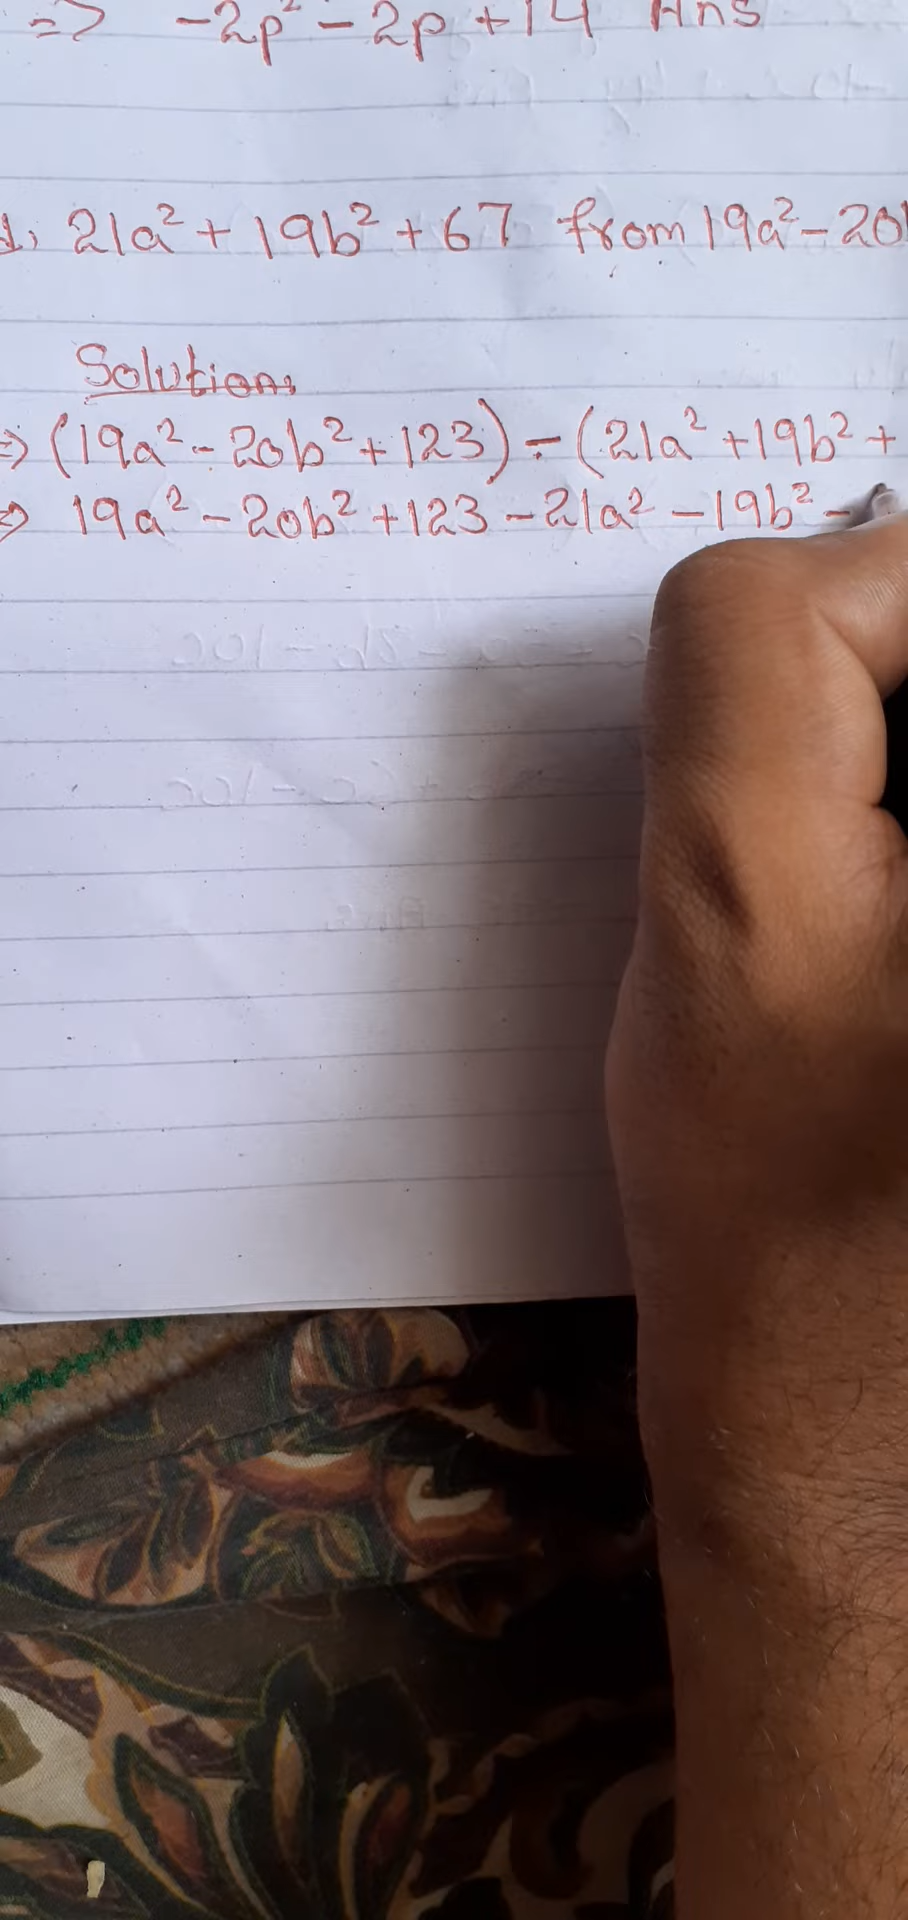 => -2p² - 2p + 14 Ans
d. 21a² + 19b² + 67 from 19a² - 20b
Solution,
=> (19a² - 20b² + 123) - (21a² + 19b² +
=> 19a² - 20b² + 123 - 21a² - 19b² -